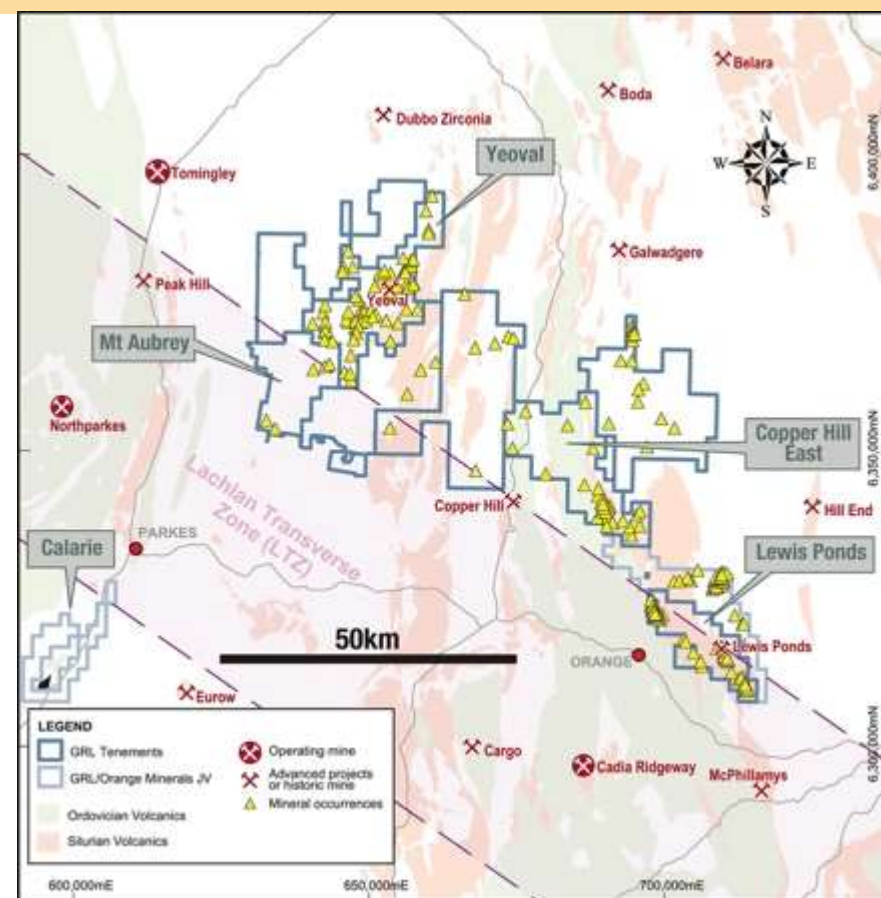 Belara
Boda
Dubbo Zirconia
Yeoval
N
W
E
S
6,400,000mN
Tomingley
Galwadgere
Peak Hill
Yeoval
Mt Aubrey
Northparkes
Copper Hill
East
6,350,000mN
Lachlan Transverse
Zone (LTZ)
Copper Hill
Hill End
PARKES
Calarie
Lewis Ponds
50km
ORANGE
Lewis Ponds
Eurow
LEGEND
GRL Tenements
GRL/Orange Minerals JV
Ordovician Volcanics
Silurian Volcanics
Operating mine
Advanced projects
or historic mine
Mineral occurrences
Cargo
Cadia Ridgeway
McPhillamys
6,300,000mN
600,000mE
650,000mE
700,000mE